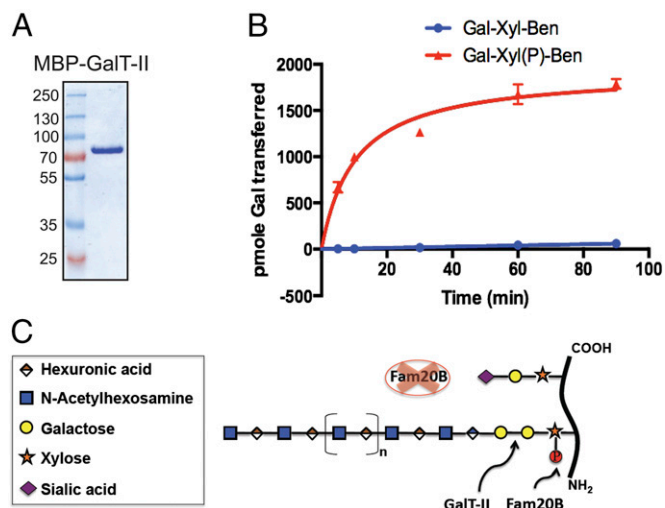 A
MBP-GalT-II
250
130
100
70
55
35
25
B
Gal-Xyl-Ben
Gal-Xyl(P)-Ben
2000
1500
1000
500
0
-500
20 40 60 80 100
pmole Gal transferred
Time (min)
C
Hexuronic acid
N-Acetylhexosamine
Galactose
Xylose
Sialic acid
Fam20B
COOH
n
P
NH2
GalT-II Fam20B